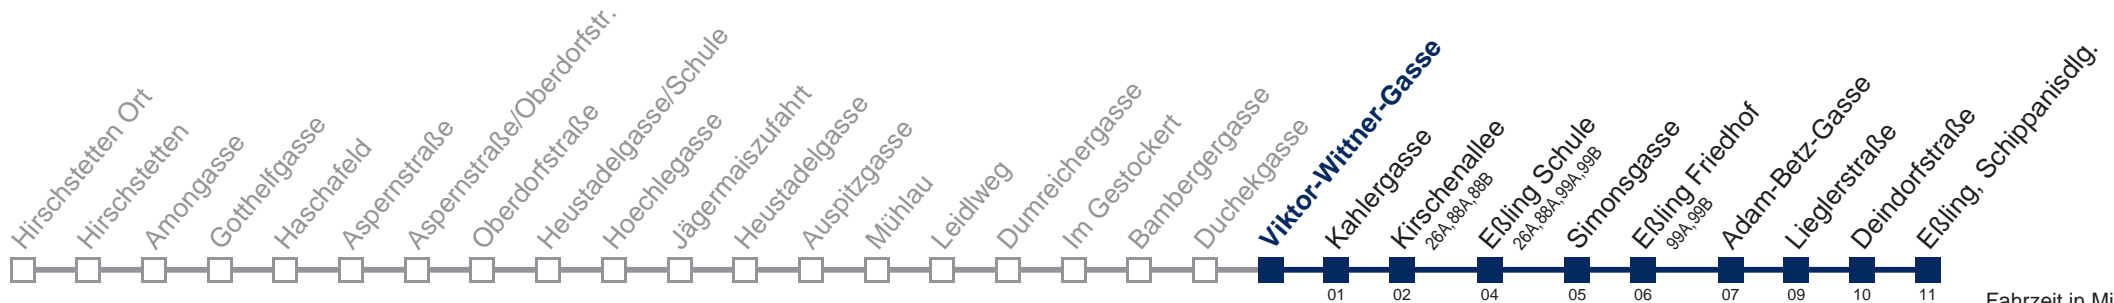 Hirschstetten Ort
Hirschstetten
Amongasse
Gotthelfgasse
Haschafeld
Aspernstraße
Aspernstraße/Oberdorfstr.
Oberdorfstraße
Heustadelgasse/Schule
Hoechlegasse
Jägermaiszufahrt
Heustadelgasse
Auspitzgasse
Mühlau
Leidlweg
Dumreichergasse
Im Gestockert
Bambergergasse
Duchekgasse
Viktor-Wittner-Gasse
Kahlergasse
Kirschenallee
26A,88A,88B
Eßling Schule
26A,88A,99A,99B
Simonsgasse
Eßling Friedhof
99A,99B
Adam-Betz-Gasse
Lieglerstraße
Deindorfstraße
Eßling, Schippanisdlg.
01 02 04 05 06 07 09 10 11
Fahrzeit in Mi